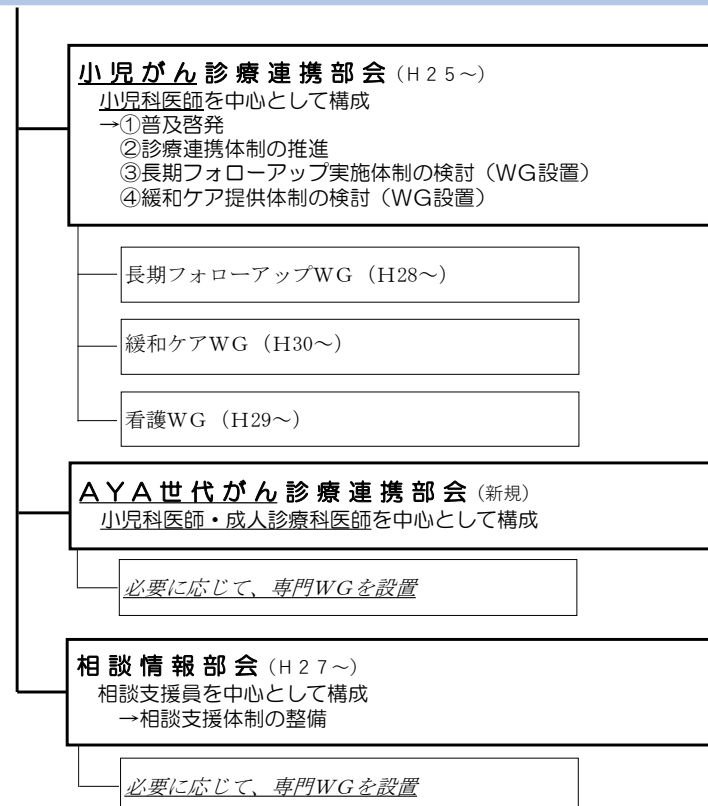 小児がん診療連携部会(H25~)
小児科医師を中心として構成
→①普及啓発
②診療連携体制の推進
③長期フォローアップ実施体制の検討(WG設置)
④緩和ケア提供体制の検討(WG設置)
長期フォローアップWG(H28~)
緩和ケアWG(H30~)
看護WG(H29~)
AYA世代がん診療連携部会(新規)
小児科医師・成人診療科医師を中心として構成
必要に応じて、専門WGを設置
相談情報部会(H27~)
相談支援員を中心として構成
→相談支援体制の整備
必要に応じて、専門WGを設置